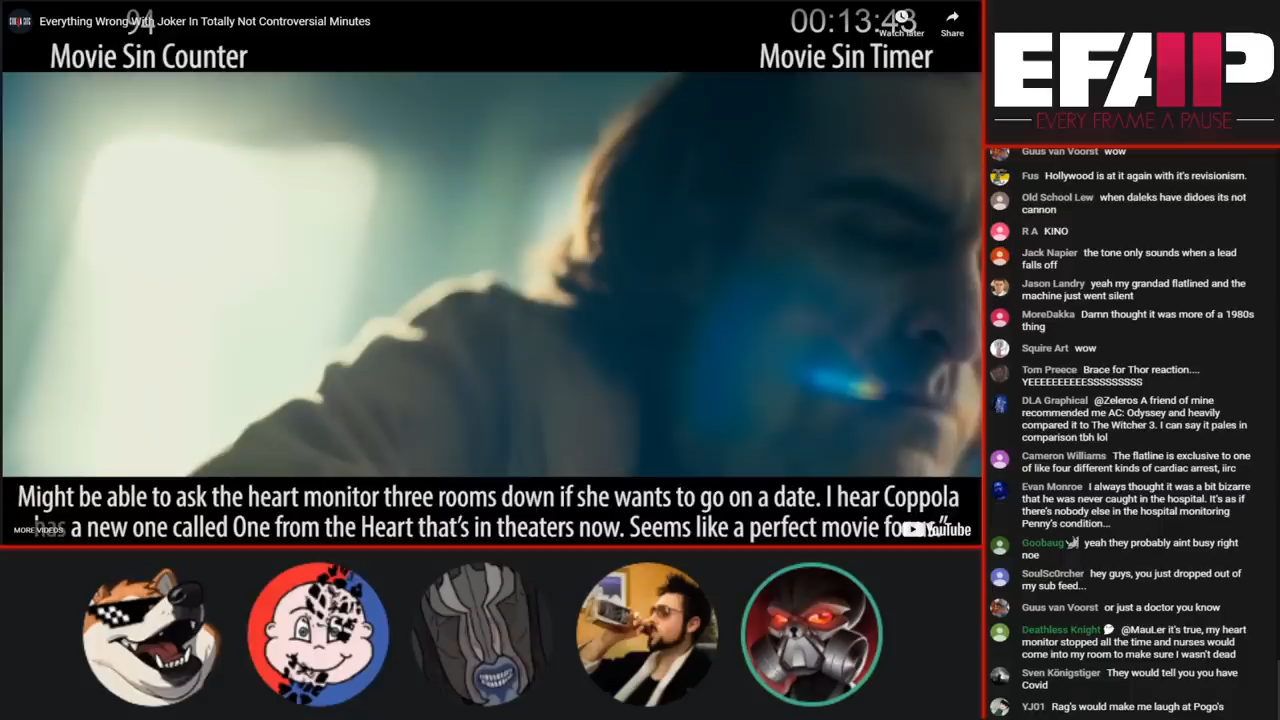 Everything Wrong With Joker In Totally Not Controversial Minutes
94
Movie Sin Counter
00:13:43
Movie Sin Timer
Watch later
Share
Might be able to ask the heart monitor three rooms down if she wants to go on a date. I hear Coppola
has a new one called One from the Heart that's in theaters now. Seems like a perfect movie for
MORE VIDEOS
YouTube
EFAP
EVERY FRAME A PAUSE
Guus van Voorst wow
Fus Hollywood is at it again with it's revisionism.
Old School Lew when daleks have didoes its not
cannon
R A KINO
Jack Napier the tone only sounds when a lead
falls off
Jason Landry yeah my grandad flatlined and the
machine just went silent
MoreDakka Damn thought it was more of a 1980s
thing
Squire Art wow
Tom Preece Brace for Thor reaction....
YEEEEEEEEEESSSSSSSSS
DLA Graphical @Zeleros A friend of mine
recommended me AC: Odyssey and heavily
compared it to The Witcher 3. I can say it pales in
comparison tbh lol
Cameron Williams The flatline is exclusive to one
of like four different kinds of cardiac arrest, iirc
Evan Monroe I always thought it was a bit bizarre
that he was never caught in the hospital. It's as if
there's nobody else in the hospital monitoring
Penny's condition...
Goobaug yeah they probably aint busy right
noe
SoulSc0rcher hey guys, you just dropped out of
my sub feed...
Guus van Voorst or just a doctor you know
Deathless Knight @MauLer it's true, my heart
monitor stopped all the time and nurses would
come into my room to make sure I wasn't dead
Sven Königstiger They would tell you you have
Covid
YJ01 Rag's would make me laugh at Pogo's